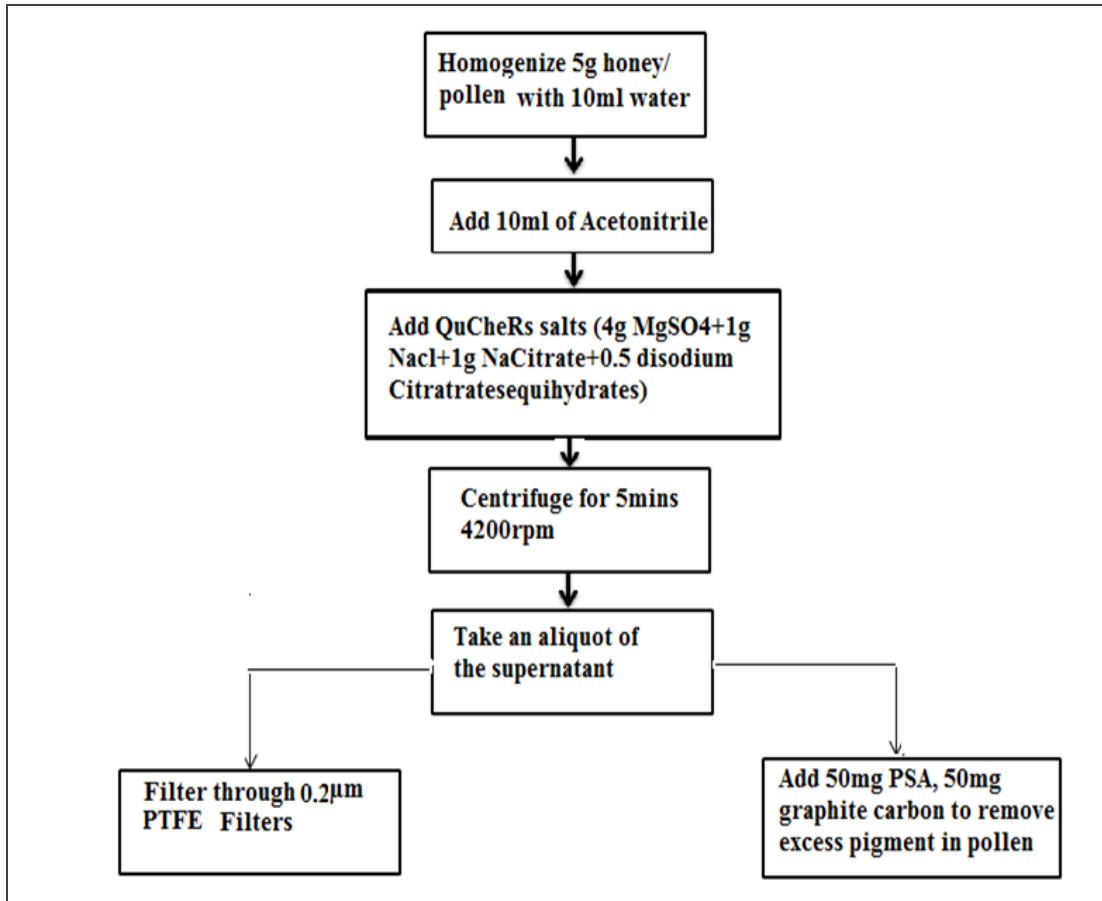 Homogenize 5g honey/
pollen with 10ml water
Add 10ml of Acetonitrile
Add QuCheRs salts (4g MgSO4+1g
Nacl+1g NaCitrate+0.5 disodium
Citratratesequihydrates)
Centrifuge for 5mins
4200rpm
Take an aliquot of
the supernatant
Filter through 0.2µm
PTFE Filters
Add 50mg PSA, 50mg
graphite carbon to remove
excess pigment in pollen